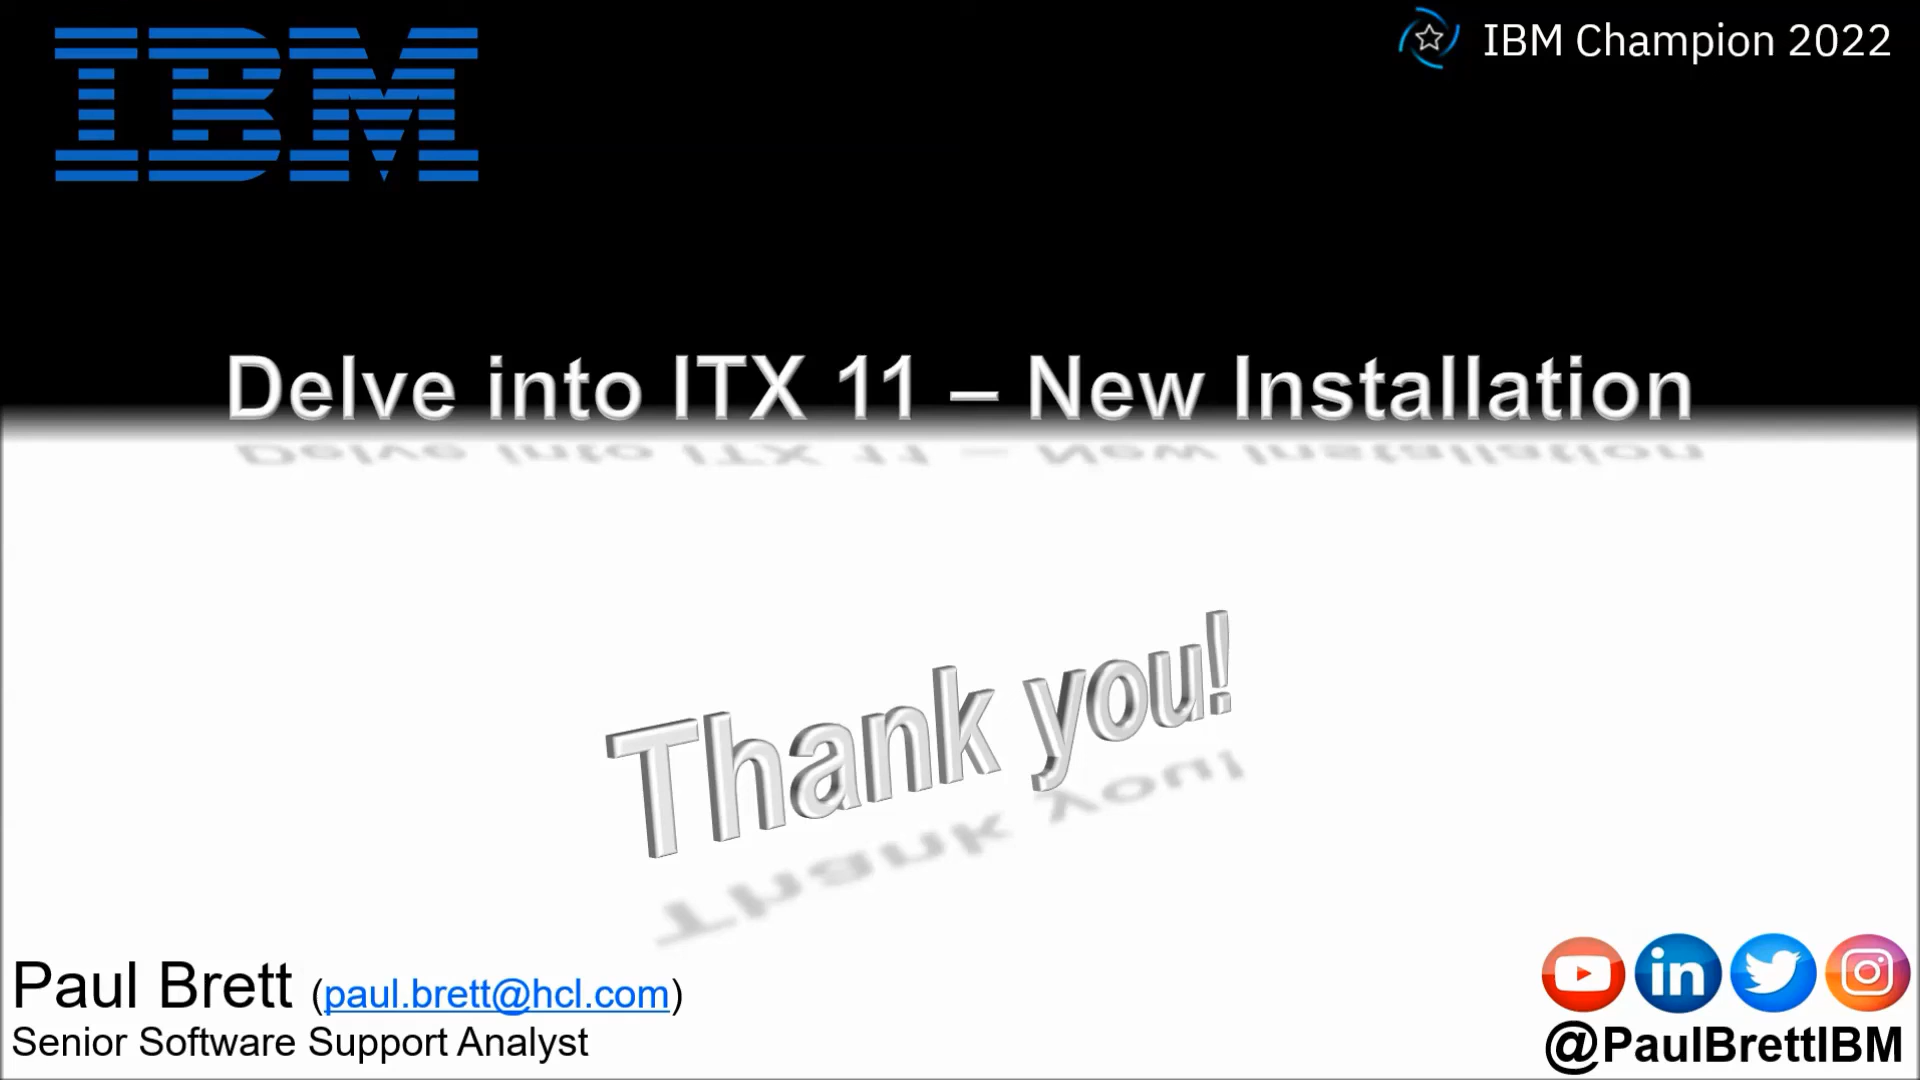 IBM
IBM Champion 2022
Delve into ITX 11 – New Installation
Thank you!
Paul Brett (paul.brett@hcl.com)
Senior Software Support Analyst
in
@PaulBrettIBM